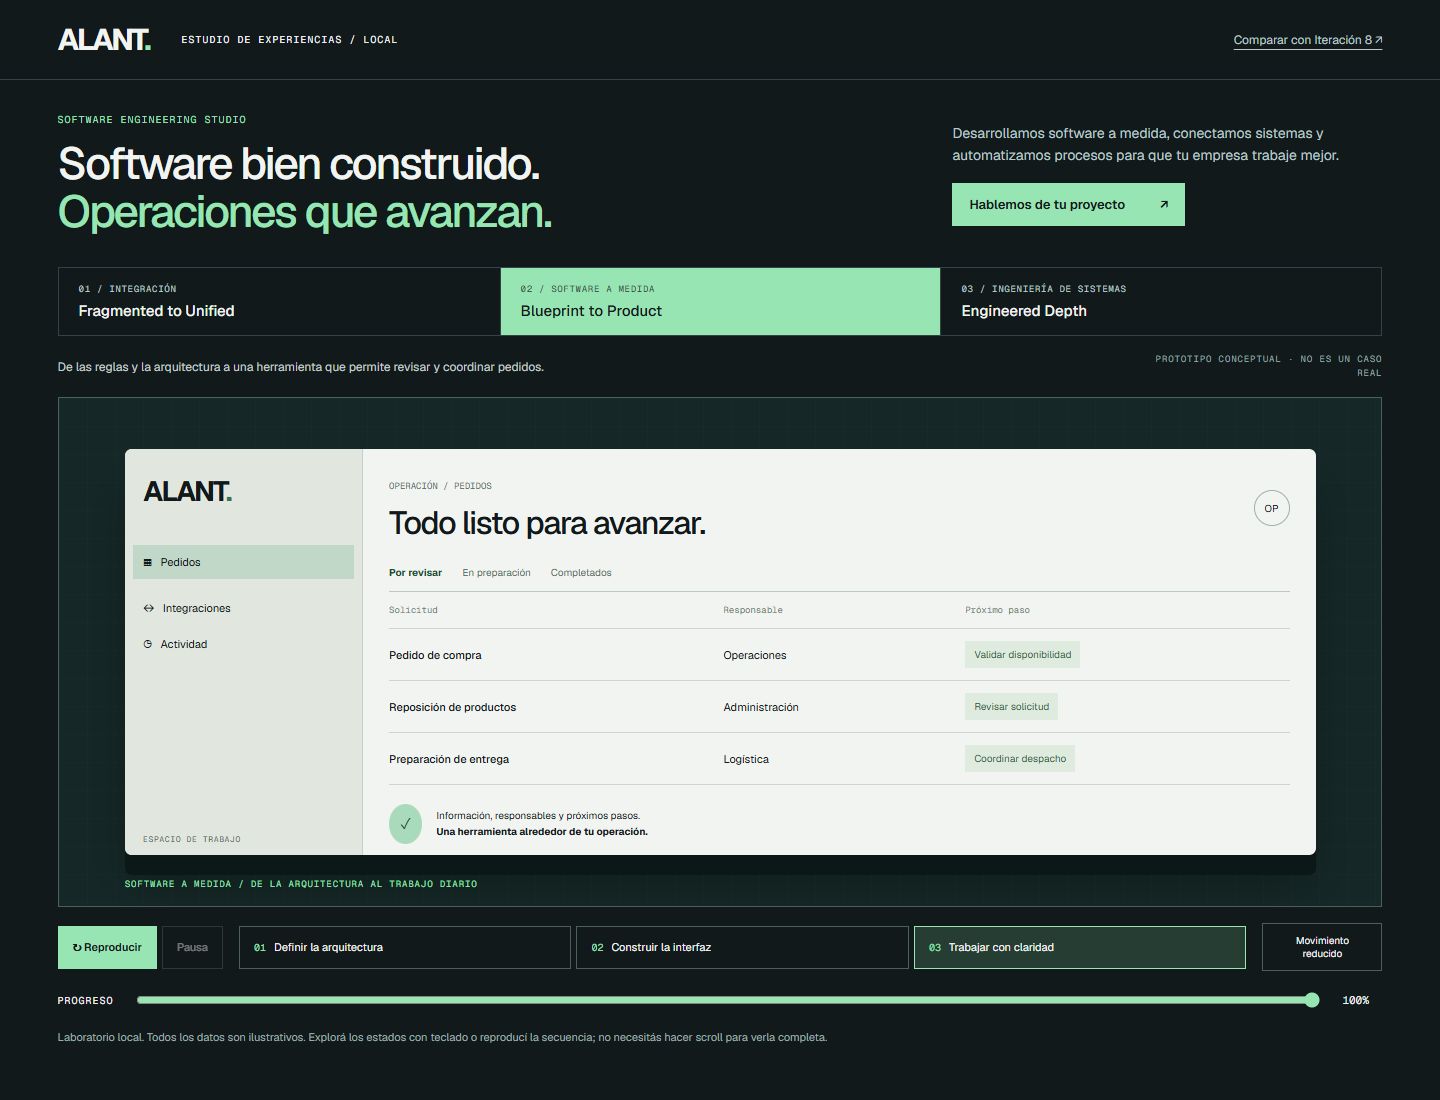 ALANT.
ESTUDIO DE EXPERIENCIAS / LOCAL
Comparar con Iteración 8 ↗
SOFTWARE ENGINEERING STUDIO
Software bien construido.
Operaciones que avanzan.
Desarrollamos software a medida, conectamos sistemas y
automatizamos procesos para que tu empresa trabaje mejor.
Hablemos de tu proyecto ↗
01 / INTEGRACIÓN
Fragmented to Unified
02 / SOFTWARE A MEDIDA
Blueprint to Product
03 / INGENIERÍA DE SISTEMAS
Engineered Depth
De las reglas y la arquitectura a una herramienta que permite revisar y coordinar pedidos.
PROTOTIPO CONCEPTUAL · NO ES UN CASO
REAL
ALANT.
Pedidos
Integraciones
Actividad
ESPACIO DE TRABAJO
OPERACIÓN / PEDIDOS
Todo listo para avanzar.
OP
Por revisar
En preparación
Completados
Solicitud
Responsable
Próximo paso
Pedido de compra
Operaciones
Validar disponibilidad
Reposición de productos
Administración
Revisar solicitud
Preparación de entrega
Logística
Coordinar despacho
Información, responsables y próximos pasos.
Una herramienta alrededor de tu operación.
SOFTWARE A MEDIDA / DE LA ARQUITECTURA AL TRABAJO DIARIO
↻ Reproducir
Pausa
01 Definir la arquitectura
02 Construir la interfaz
03 Trabajar con claridad
Movimiento
reducido
PROGRESO
100%
Laboratorio local. Todos los datos son ilustrativos. Explorá los estados con teclado o reproducí la secuencia; no necesitás hacer scroll para verla completa.